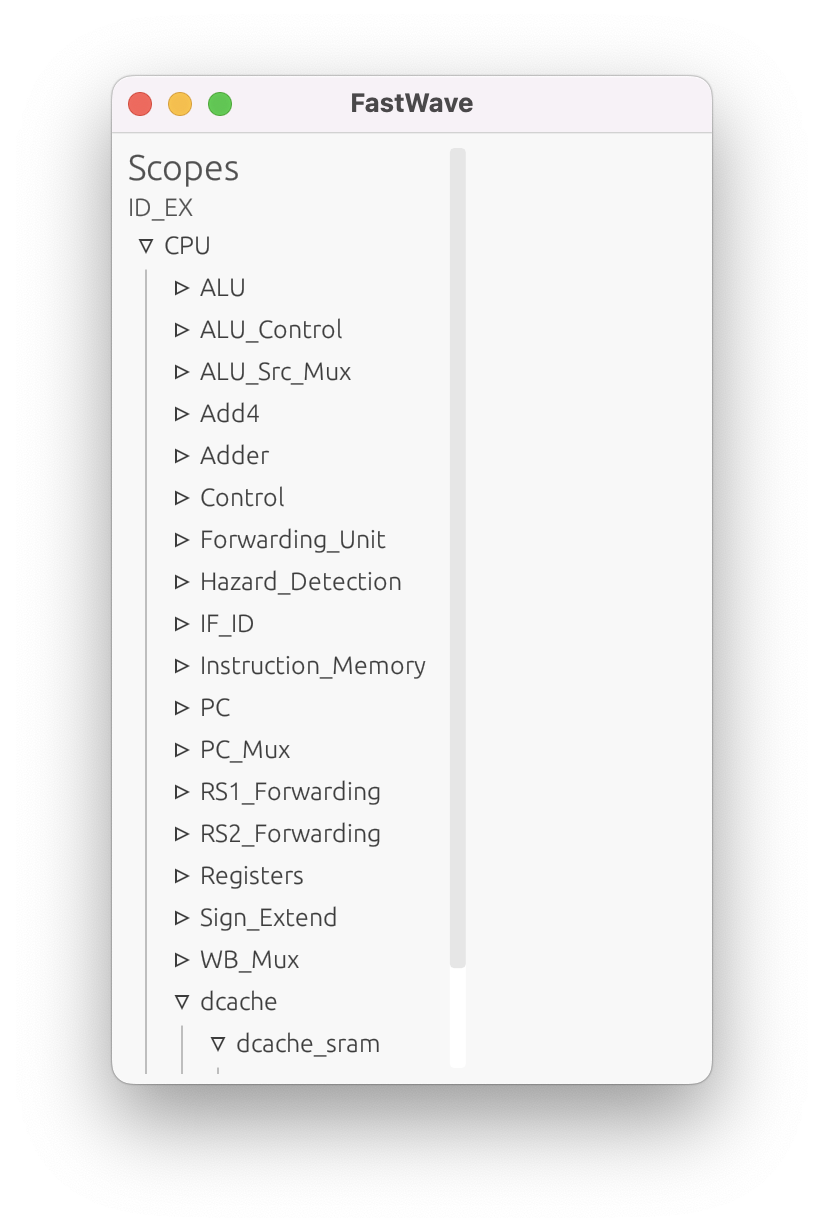 FastWave
Scopes
ID_EX
CPU
ALU
ALU_Control
ALU_Src_Mux
Add4
Adder
Control
Forwarding_Unit
Hazard_Detection
IF_ID
Instruction_Memory
PC
PC_Mux
RS1_Forwarding
RS2_Forwarding
Registers
Sign_Extend
WB_Mux
dcache
dcache_sram